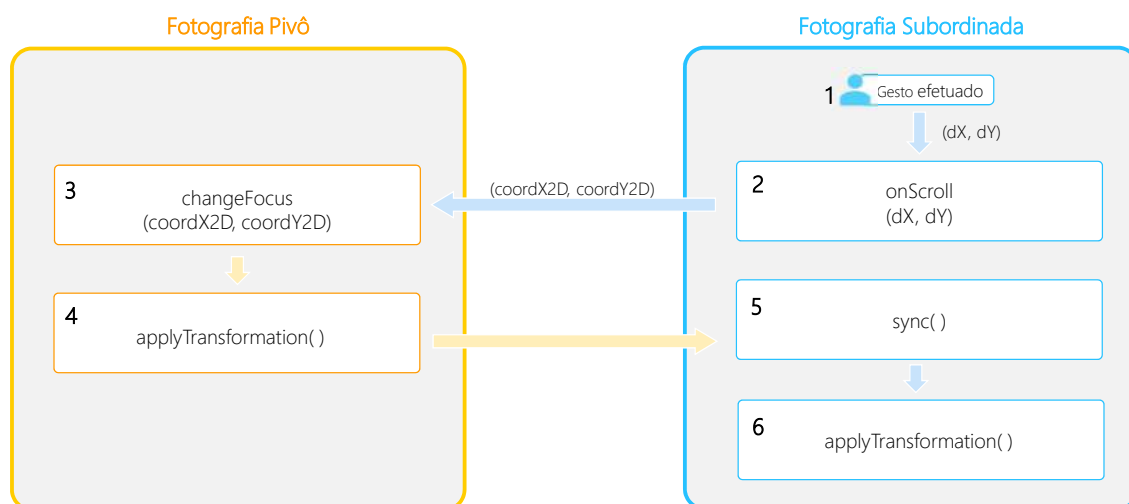 Fotografia Pivô
Fotografia Subordinada
1
Gesto efetuado
(dX, dY)
2
onScroll
(dX, dY)
(coordX2D, coordY2D)
3
changeFocus
(coordX2D, coordY2D)
4
applyTransformation( )
5
sync( )
6
applyTransformation( )